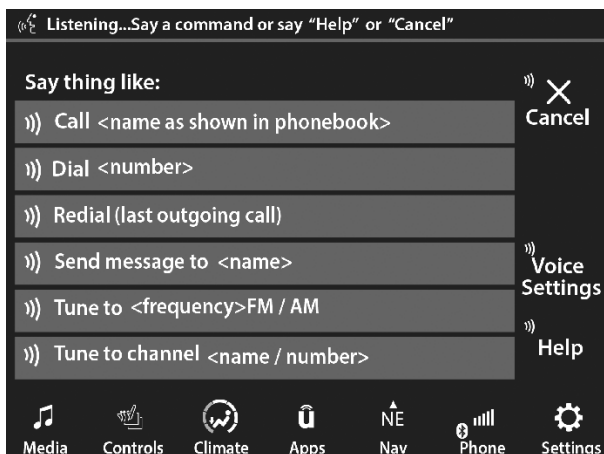 Listening...Say a command or say “Help” or “Cancel”
Say thing like:
Call <name as shown in phonebook>
Dial <number>
Redial (last outgoing call)
Send message to <name>
Tune to <frequency>FM / AM
Tune to channel <name / number>
Cancel
Voice
Settings
Help
û
NE
Media Controls Climate Apps Nav Phone Settings